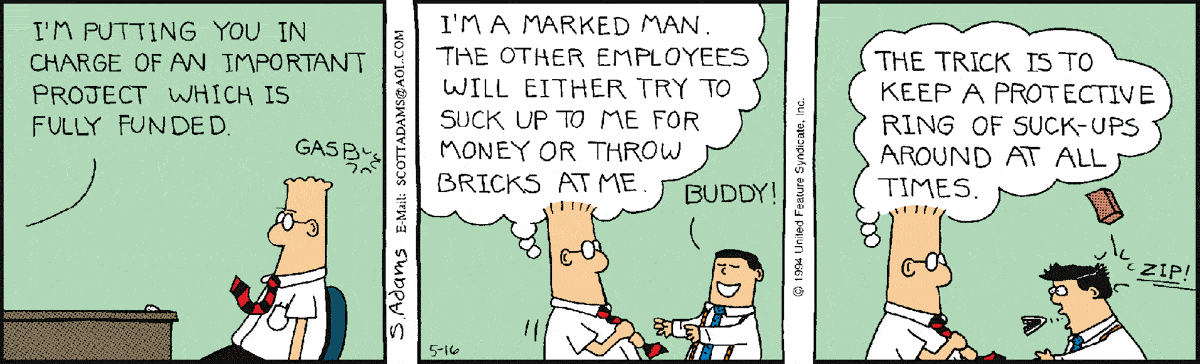 I'M PUTTING YOU IN
CHARGE OF AN IMPORTANT
PROJECT WHICH IS
FULLY FUNDED.
GASP
S. Adams
E-Mail: SCOTTADAMS@AOL.COM
I'M A MARKED MAN.
THE OTHER EMPLOYEES
WILL EITHER TRY TO
SUCK UP TO ME FOR
MONEY OR THROW
BRICKS AT ME.
BUDDY!
5-16
© 1994 United Feature Syndicate, Inc.
THE TRICK IS TO
KEEP A PROTECTIVE
RING OF SUCK-UPS
AROUND AT ALL
TIMES.
ZIP!